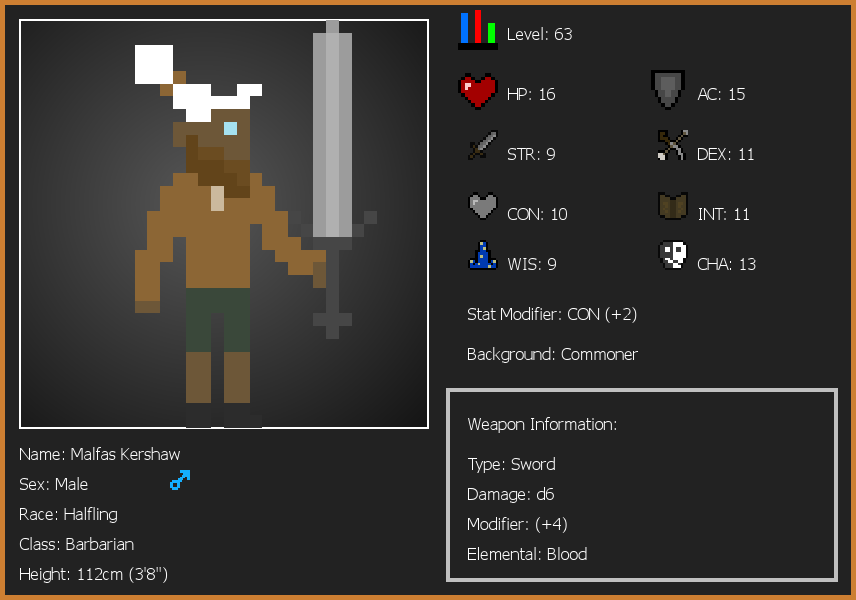 Level: 63
HP: 16
AC: 15
STR: 9
DEX: 11
CON: 10
INT: 11
WIS: 9
CHA: 13
Stat Modifier: CON (+2)
Background: Commoner
Weapon Information:
Type: Sword
Damage: d6
Modifier: (+4)
Elemental: Blood
Name: Malfas Kershaw
Sex: Male
Race: Halfling
Class: Barbarian
Height: 112cm (3'8")